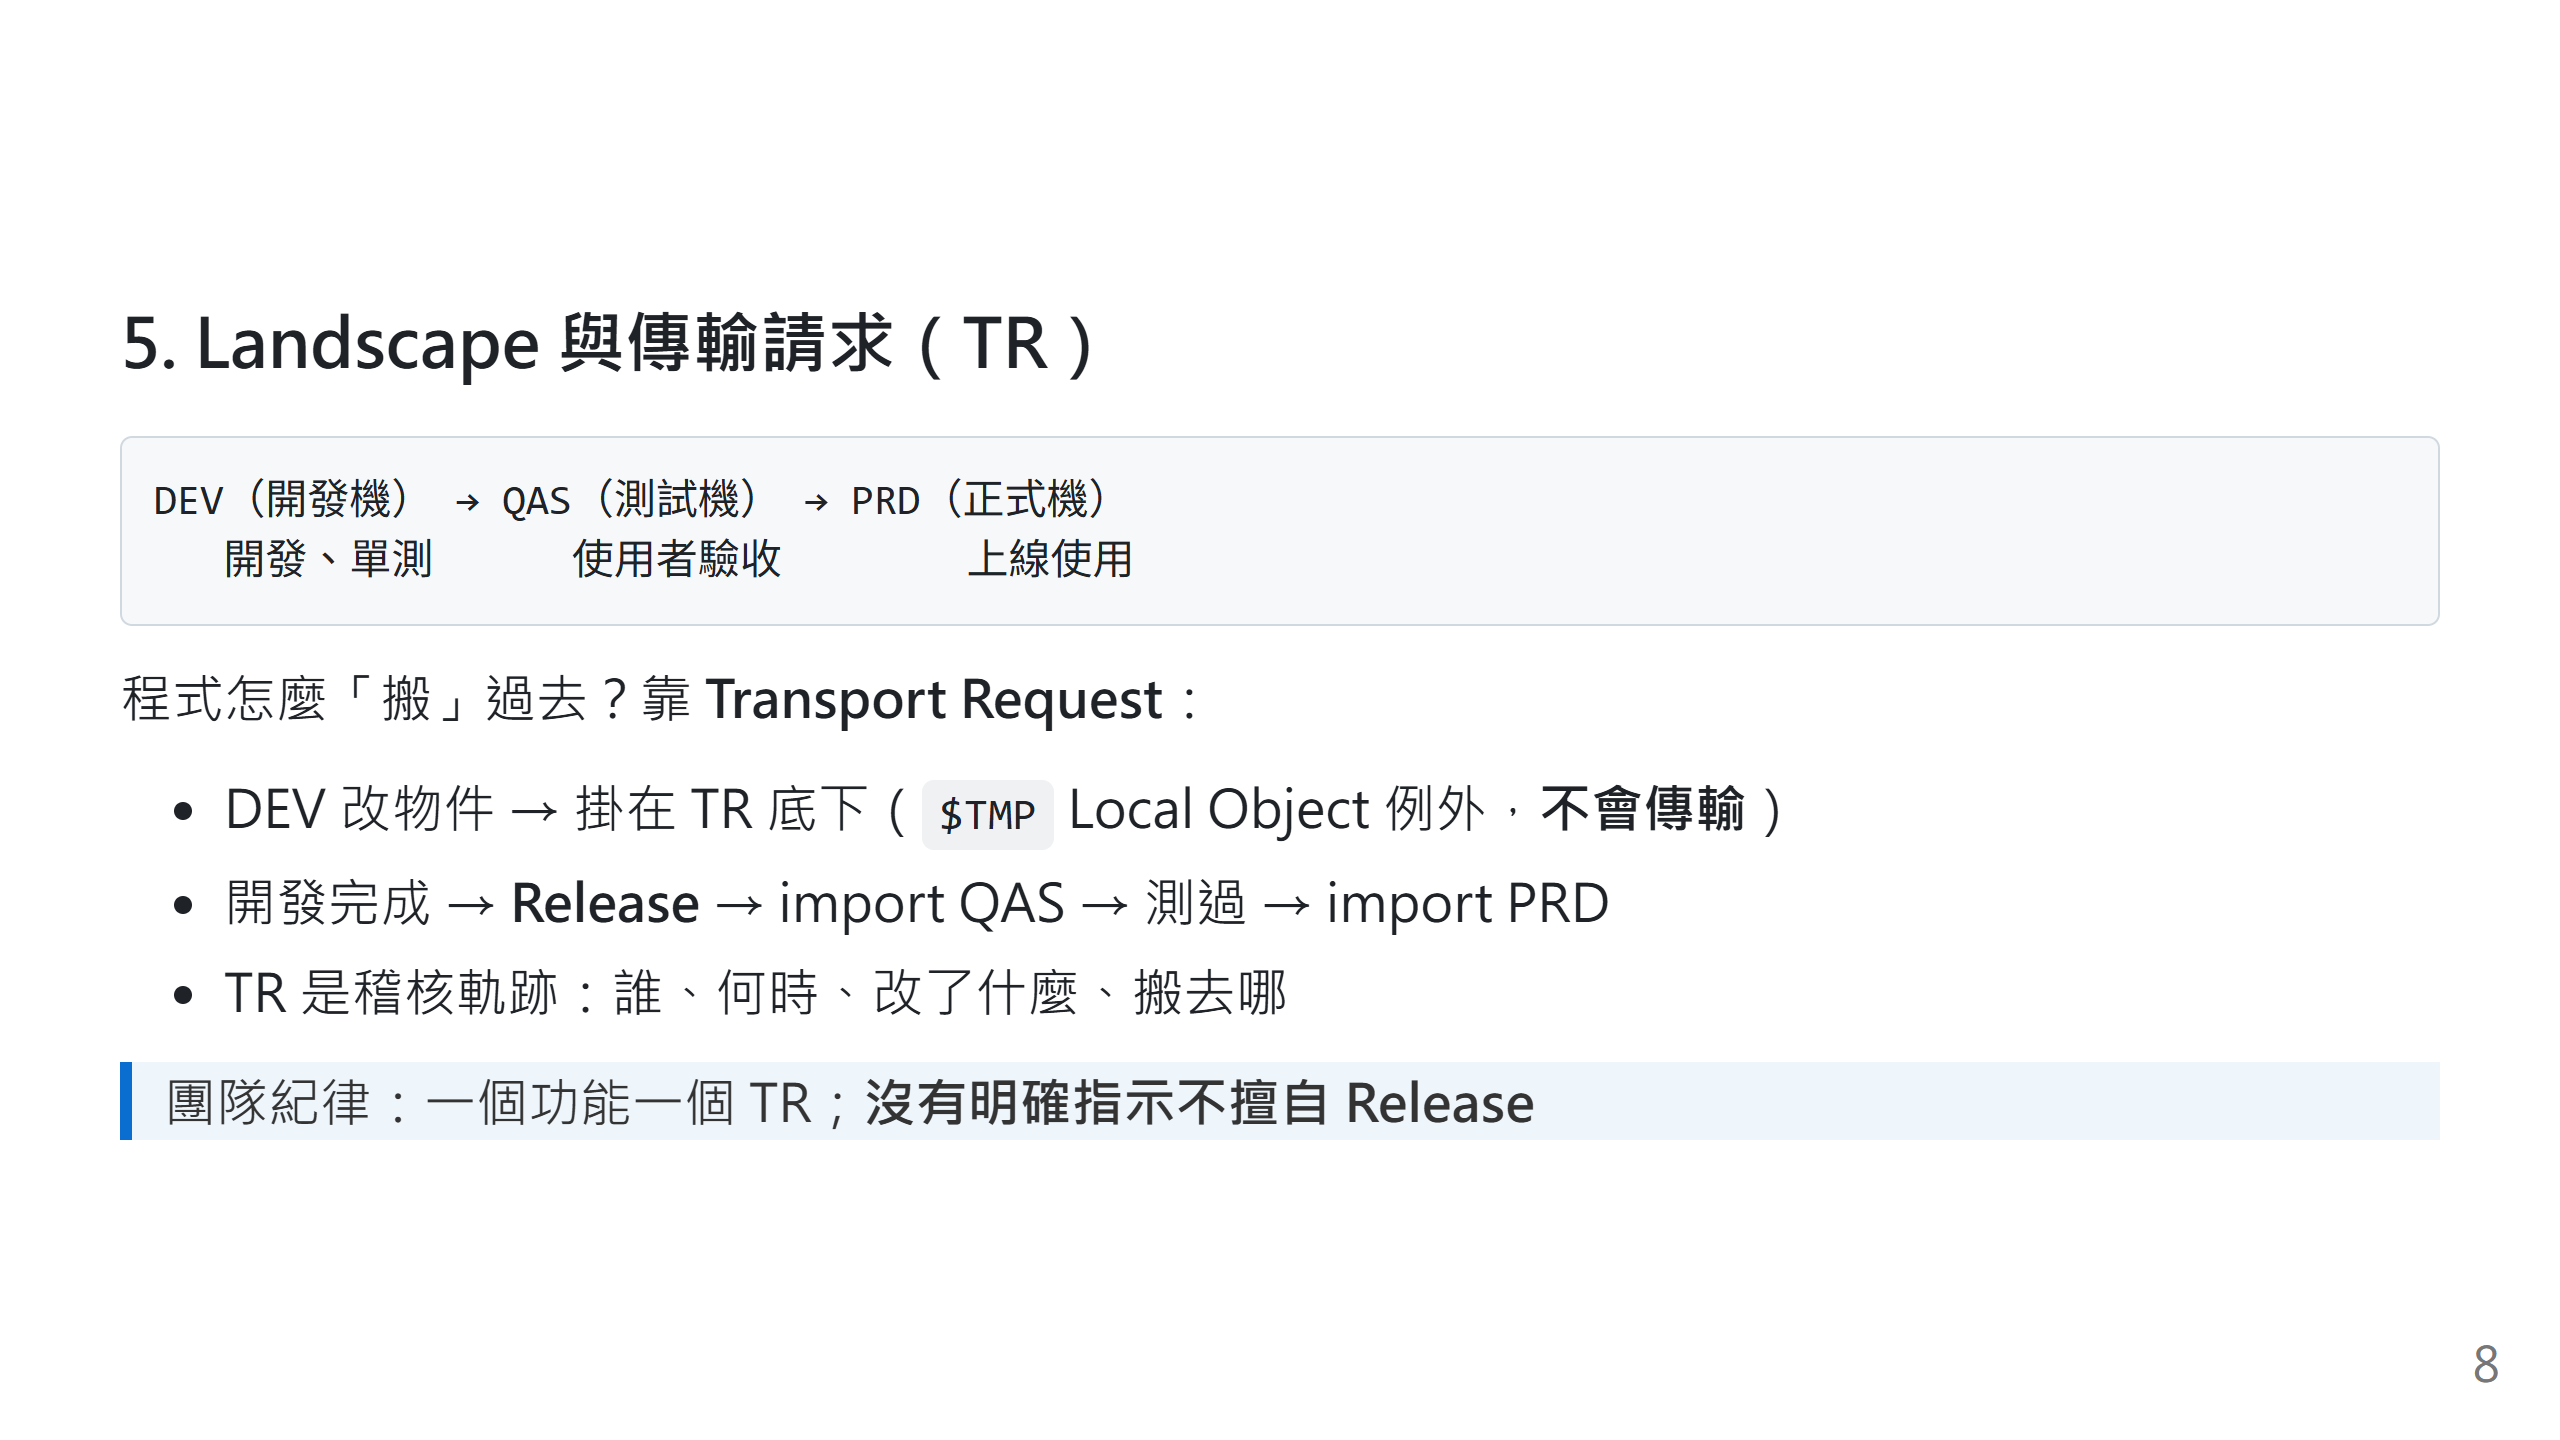 5. Landscape 與傳輸請求（TR）
DEV（開發機） → QAS（測試機） → PRD（正式機）
開發、單測 使用者驗收 上線使用
程式怎麼「搬」過去？靠 Transport Request：
• DEV 改物件 → 掛在 TR 底下（$TMP Local Object 例外，不會傳輸）
• 開發完成 → Release → import QAS → 測過 → import PRD
• TR 是稽核軌跡：誰、何時、改了什麼、搬去哪
團隊紀律：一個功能一個 TR；沒有明確指示不擅自 Release
8